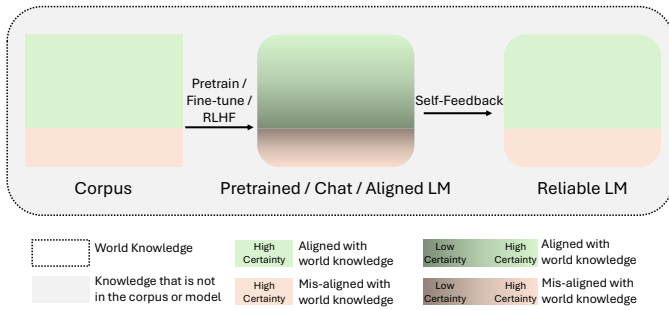 Pretrain /
Fine-tune /
RLHF
Self-Feedback
Corpus
Pretrained / Chat / Aligned LM
Reliable LM
World Knowledge
High
Certainty
Aligned with
world knowledge
Low
Certainty
High
Certainty
Aligned with
world knowledge
Knowledge that is not
in the corpus or model
High
Certainty
Mis-aligned with
world knowledge
Low
Certainty
High
Certainty
Mis-aligned with
world knowledge